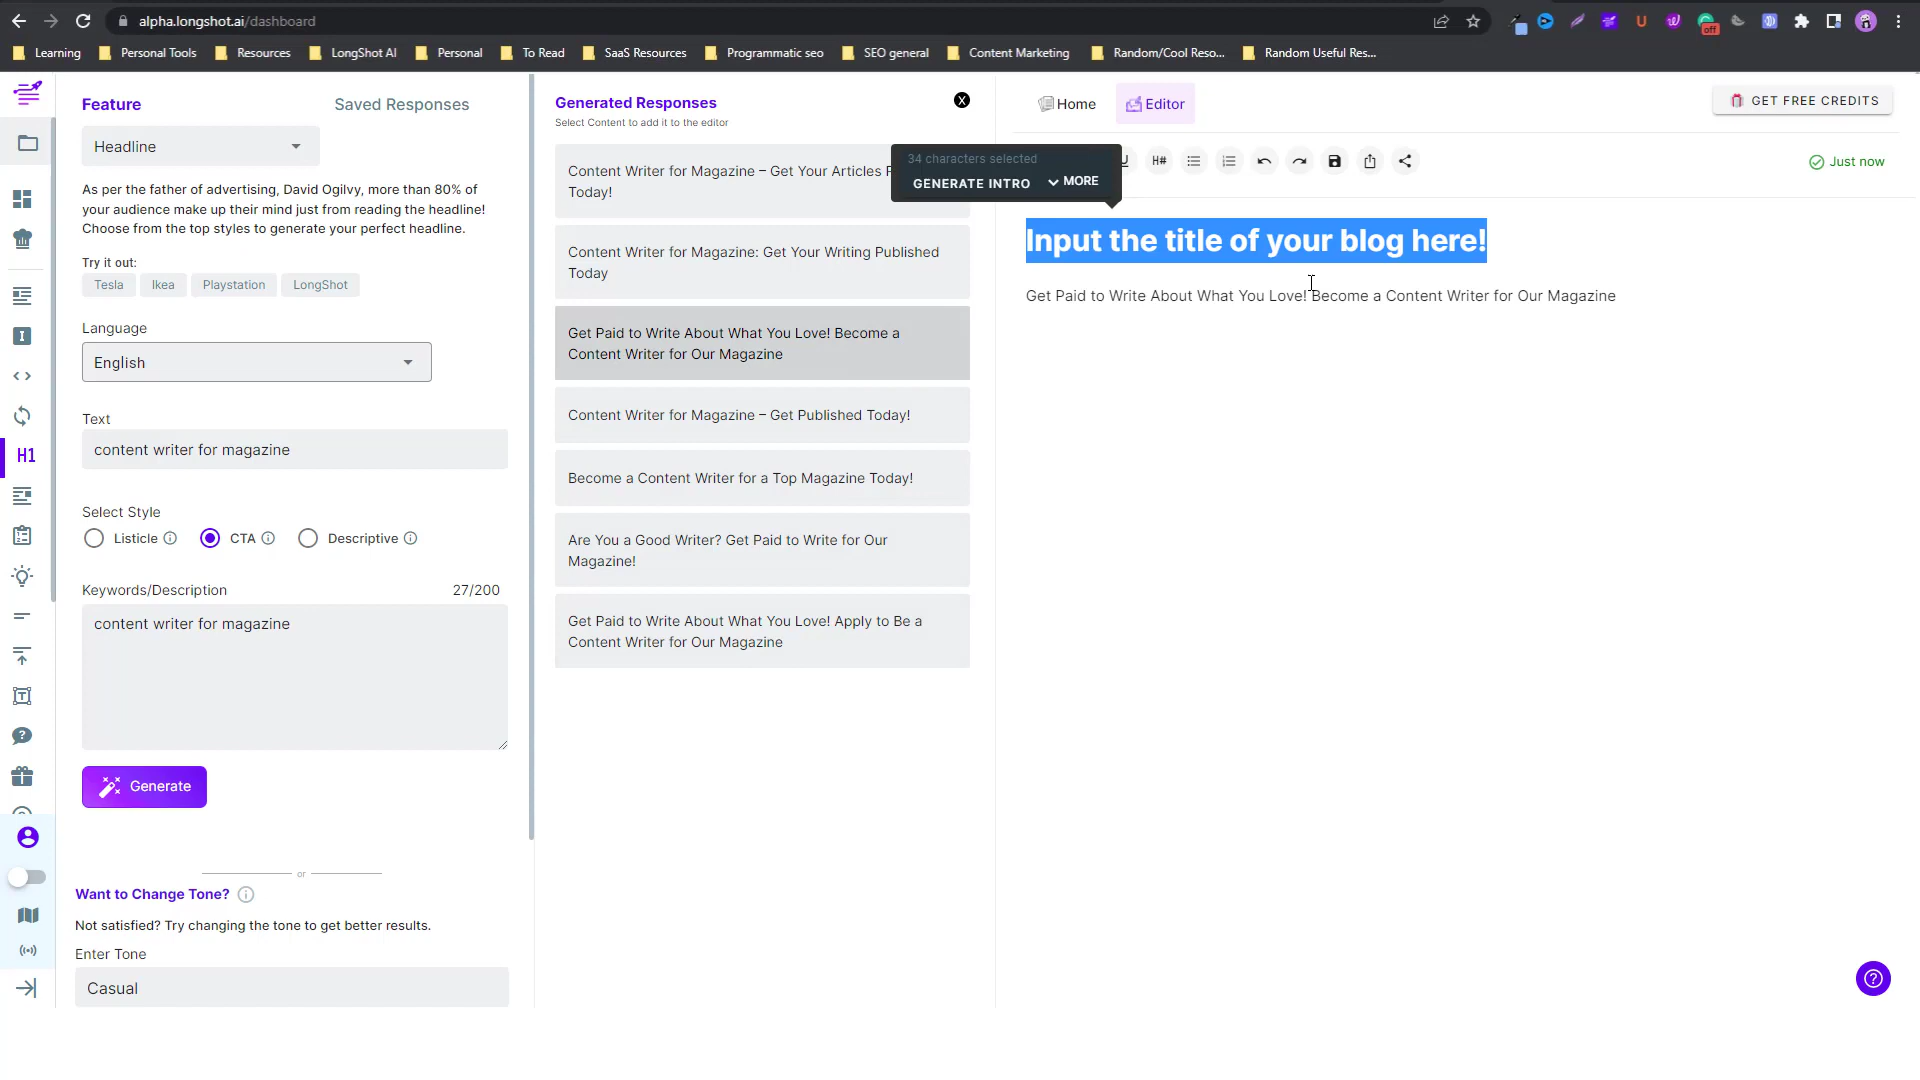 alpha.longshot.ai/dashboard
Learning
Personal Tools
Resources
LongShot AI
Personal
To Read
SaaS Resources
Programmatic seo
SEO general
Content Marketing
Random/Cool Reso...
Random Useful Res...
off
Feature
Saved Responses
Headline
As per the father of advertising, David Ogilvy, more than 80% of
your audience make up their mind just from reading the headline!
Choose from the top styles to generate your perfect headline.
Try it out:
Tesla
Ikea
Playstation
LongShot
Language
English
Text
content writer for magazine
H1
Select Style
Listicle
CTA
Descriptive
Keywords/Description
27/200
content writer for magazine
Generate
or
Want to Change Tone?
Not satisfied? Try changing the tone to get better results.
Enter Tone
Casual
Generated Responses
Select Content to add it to the editor
X
Content Writer for Magazine – Get Your Articles
Today!
Content Writer for Magazine: Get Your Writing Published
Today
Get Paid to Write About What You Love! Become a
Content Writer for Our Magazine
Content Writer for Magazine – Get Published Today!
Become a Content Writer for a Top Magazine Today!
Are You a Good Writer? Get Paid to Write for Our
Magazine!
Get Paid to Write About What You Love! Apply to Be a
Content Writer for Our Magazine
Home
Editor
GET FREE CREDITS
34 characters selected
GENERATE INTRO
MORE
H#
Just now
Input the title of your blog here!
Get Paid to Write About What You Love! Become a Content Writer for Our Magazine